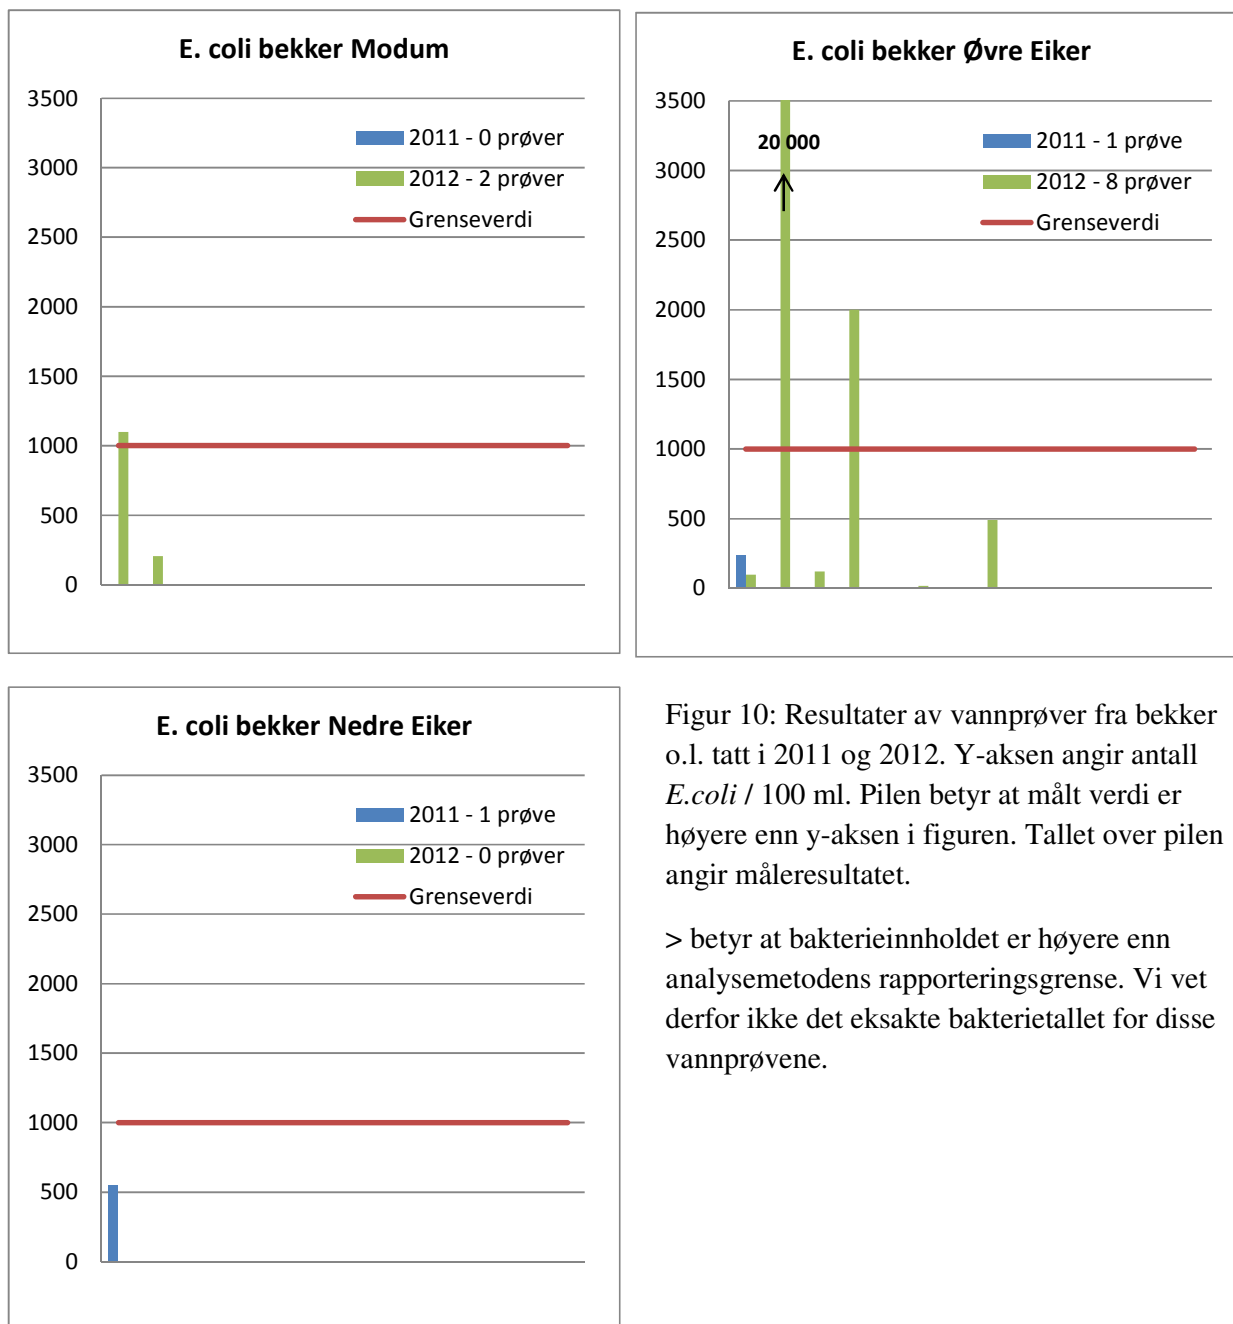 E. coli bekker Modum
3500
3000
2500
2000
1500
1000
500
0
2011 - 0 prøver
2012 - 2 prøver
Grenseverdi
E. coli bekker Øvre Eiker
3500
3000
2500
2000
1500
1000
500
0
20 000
2011 - 1 prøve
2012 - 8 prøver
Grenseverdi
E. coli bekker Nedre Eiker
3500
3000
2500
2000
1500
1000
500
0
2011 - 1 prøve
2012 - 0 prøver
Grenseverdi
Figur 10: Resultater av vannprøver fra bekker
o.l. tatt i 2011 og 2012. Y-aksen angir antall
E.coli / 100 ml. Pilen betyr at målt verdi er
høyere enn y-aksen i figuren. Tallet over pilen
angir måleresultatet.
> betyr at bakterieinnholdet er høyere enn
analysemetodens rapporteringsgrense. Vi vet
derfor ikke det eksakte bakterietallet for disse
vannprøvene.